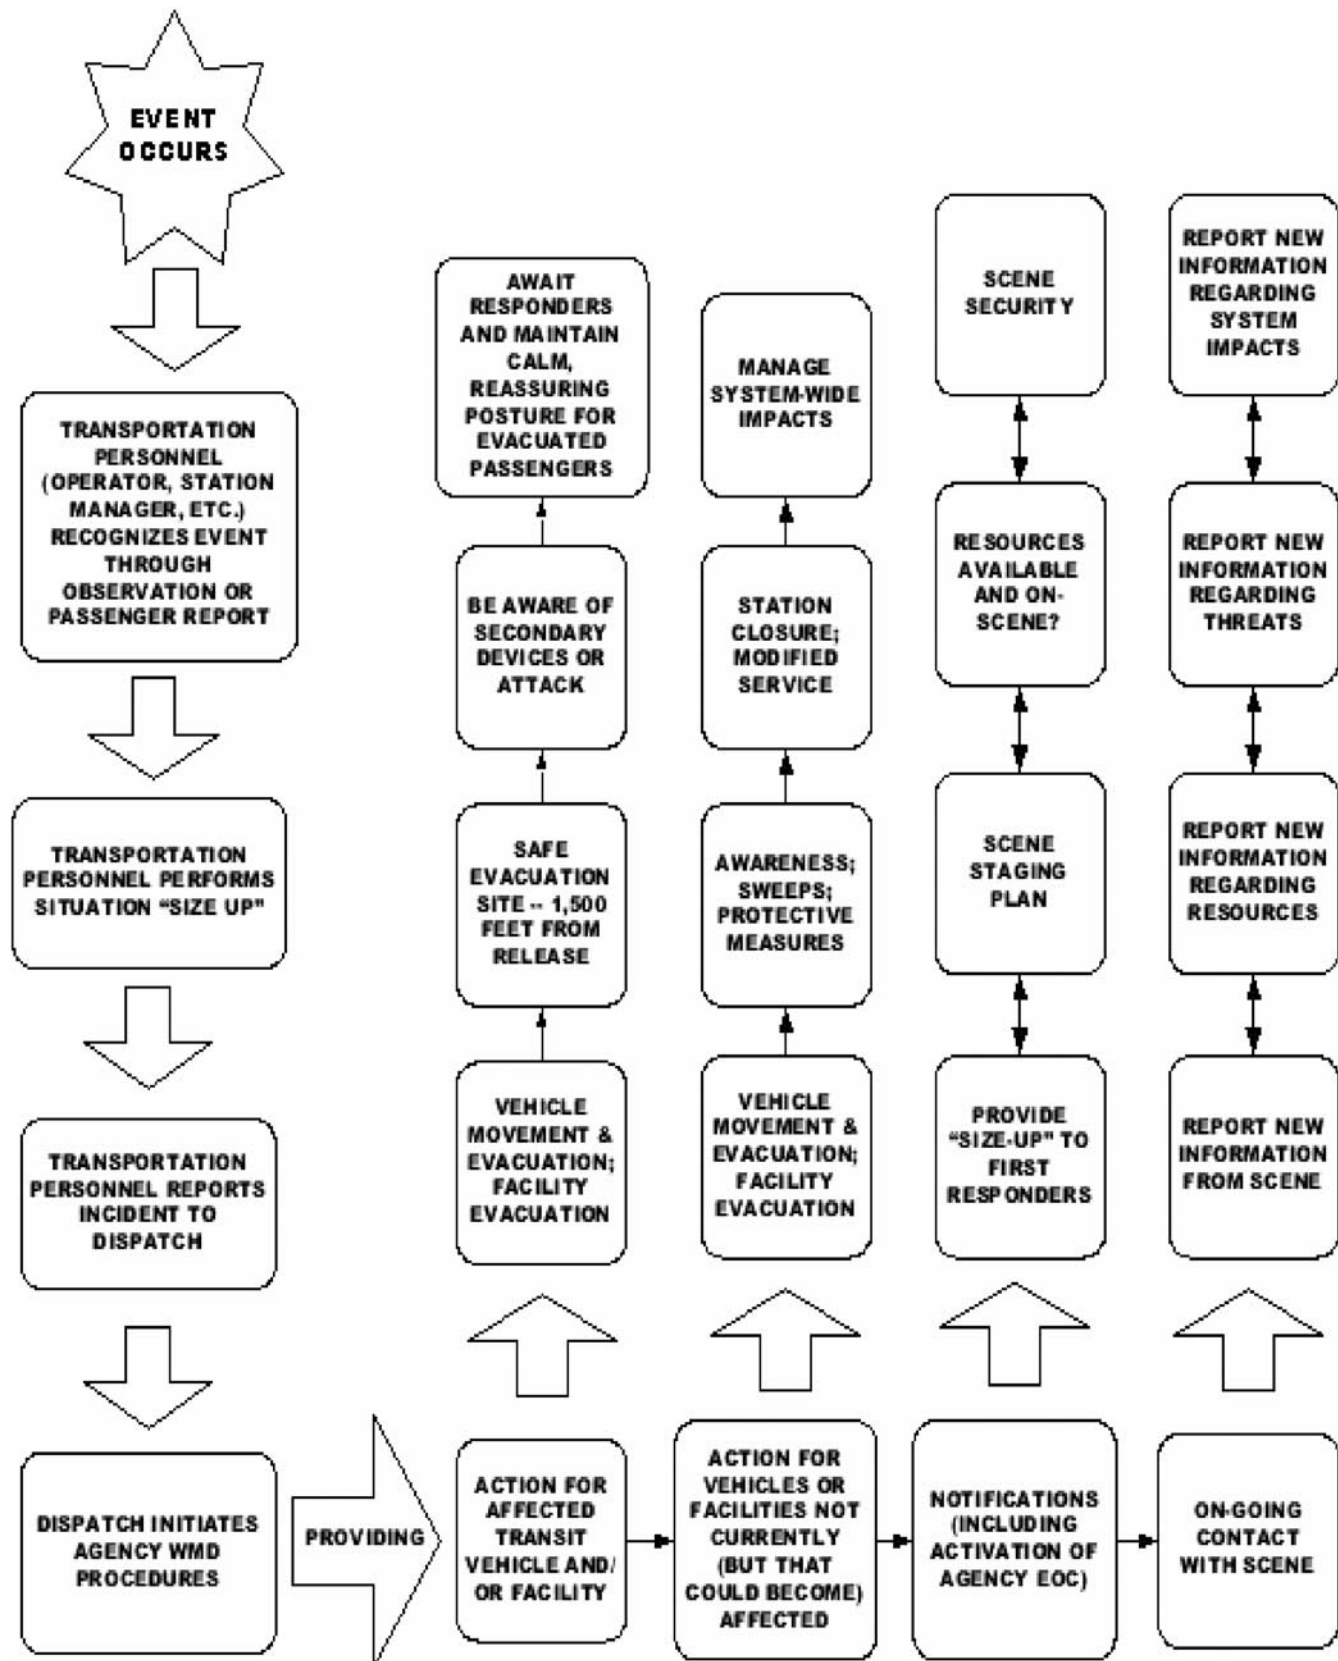 EVENT
OCCURS
TRANSPORTATION
PERSONNEL
(OPERATOR, STATION
MANAGER, ETC.)
RECOGNIZES EVENT
THROUGH
OBSERVATION OR
PASSENGER REPORT
TRANSPORTATION
PERSONNEL PERFORMS
SITUATION “SIZE UP”
TRANSPORTATION
PERSONNEL REPORTS
INCIDENT TO
DISPATCH
DISPATCH INITIATES
AGENCY WMD
PROCEDURES
PROVIDING
ACTION FOR
AFFECTED
TRANSIT
VEHICLE AND/
OR FACILITY
VEHICLE
MOVEMENT &
EVACUATION;
FACILITY
EVACUATION
SAFE
EVACUATION
SITE -- 1,500
FEET FROM
RELEASE
BE AWARE OF
SECONDARY
DEVICES OR
ATTACK
AWAIT
RESPONDERS
AND MAINTAIN
CALM,
REASSURING
POSTURE FOR
EVACUATED
PASSENGERS
ACTION FOR
VEHICLES OR
FACILITIES NOT
CURRENTLY
(BUT THAT
COULD BECOME)
AFFECTED
VEHICLE
MOVEMENT &
EVACUATION;
FACILITY
EVACUATION
AWARENESS;
SWEEPS;
PROTECTIVE
MEASURES
STATION
CLOSURE;
MODIFIED
SERVICE
MANAGE
SYSTEM-WIDE
IMPACTS
NOTIFICATIONS
(INCLUDING
ACTIVATION OF
AGENCY EOC)
PROVIDE
“SIZE-UP” TO
FIRST
RESPONDERS
SCENE
STAGING
PLAN
RESOURCES
AVAILABLE
AND ON-
SCENE?
SCENE
SECURITY
ON-GOING
CONTACT
WITH SCENE
REPORT NEW
INFORMATION
FROM SCENE
REPORT NEW
INFORMATION
REGARDING
RESOURCES
REPORT NEW
INFORMATION
REGARDING
THREATS
REPORT NEW
INFORMATION
REGARDING
SYSTEM
IMPACTS